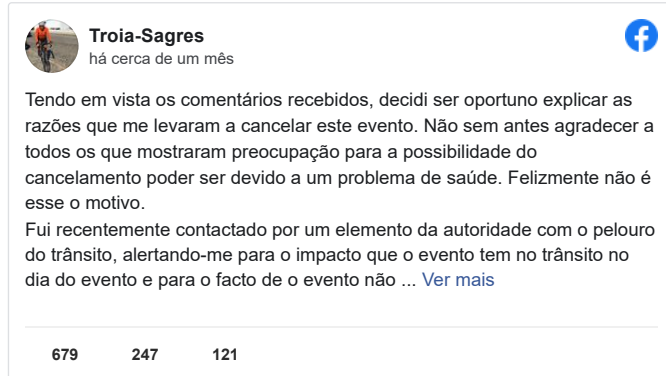 Troia-Sagres
há cerca de um mês
Tendo em vista os comentários recebidos, decidi ser oportuno explicar as
razões que me levaram a cancelar este evento. Não sem antes agradecer a
todos os que mostraram preocupação para a possibilidade do
cancelamento poder ser devido a um problema de saúde. Felizmente não é
esse o motivo.
Fui recentemente contactado por um elemento da autoridade com o pelouro
do trânsito, alertando-me para o impacto que o evento tem no trânsito no
dia do evento e para o facto de o evento não ... Ver mais
679 247 121